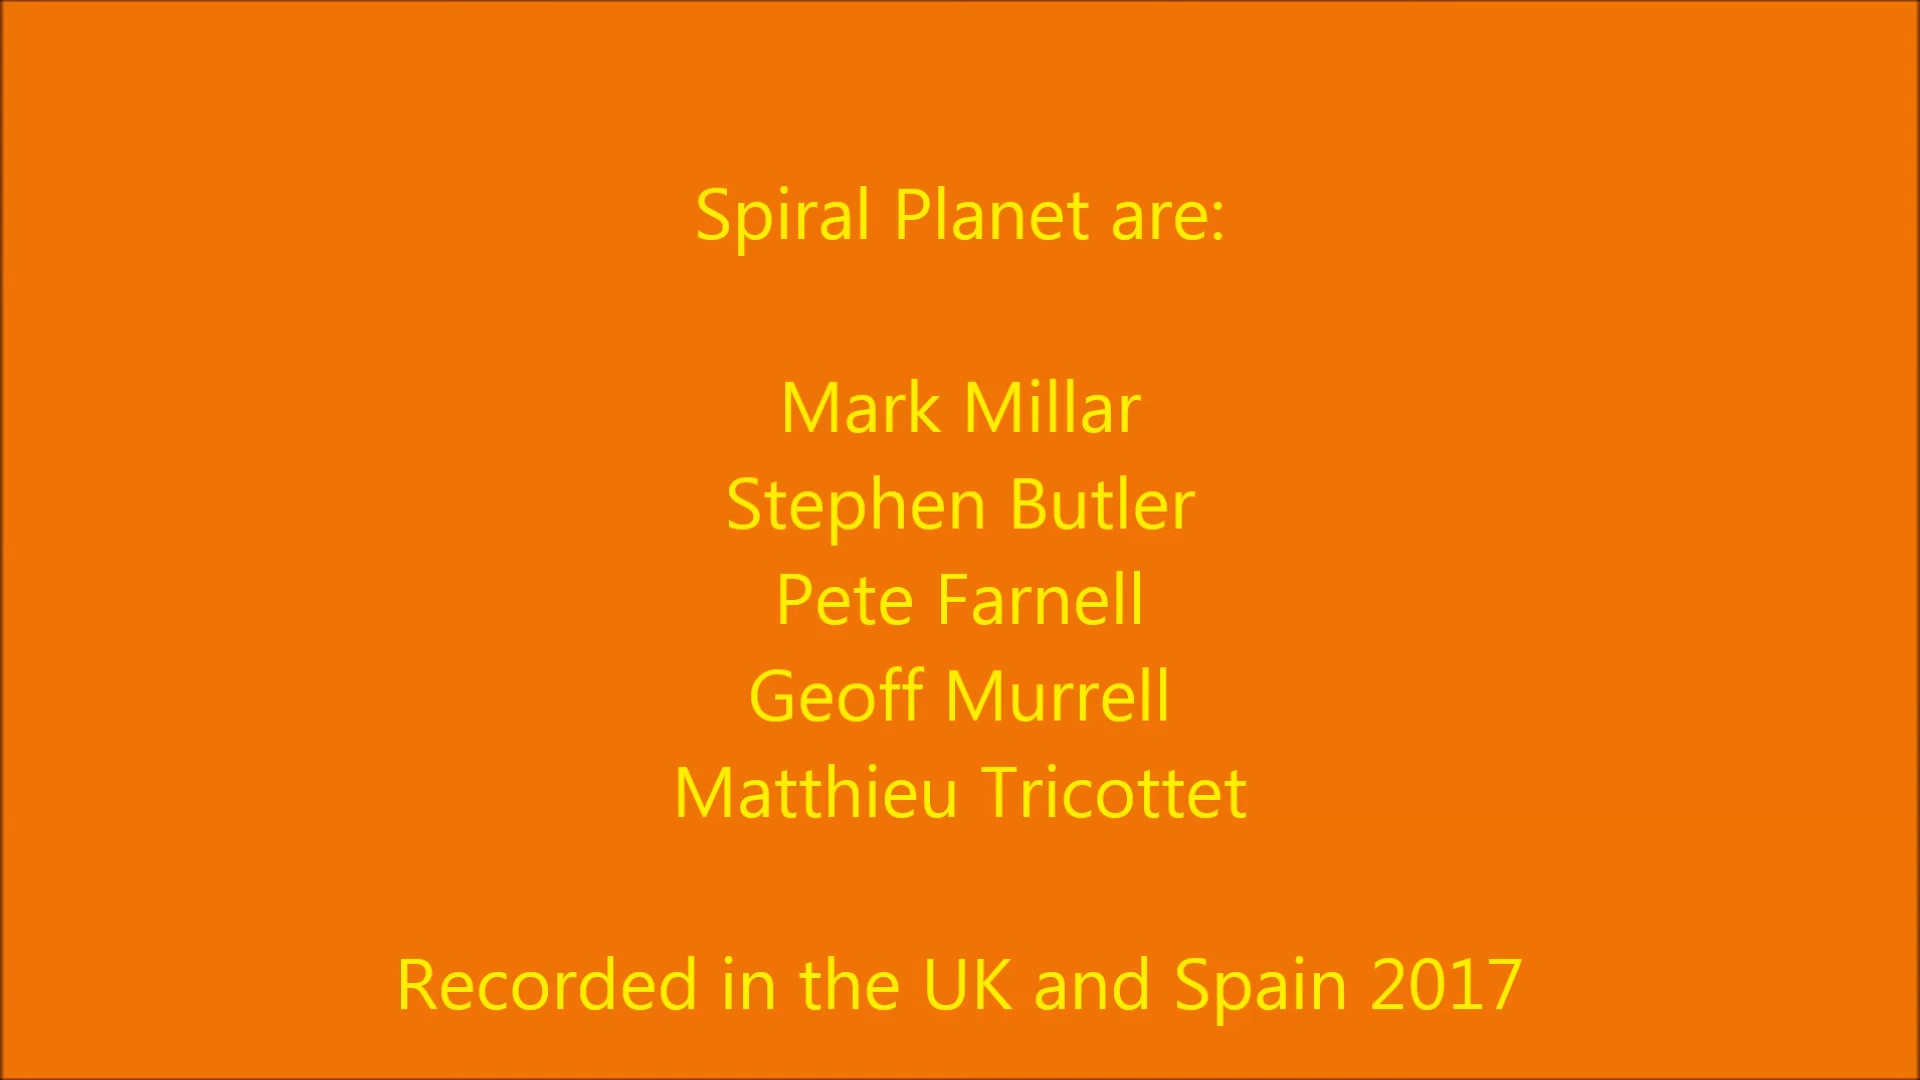 Spiral Planet are:
Mark Millar
Stephen Butler
Pete Farnell
Geoff Murrell
Matthieu Tricottet
Recorded in the UK and Spain 2017